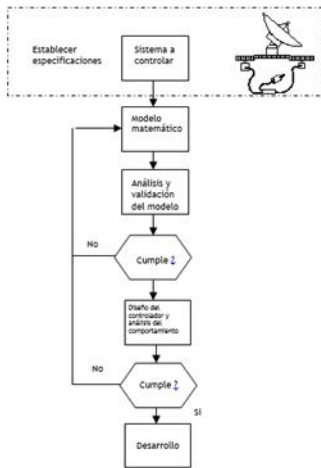 Establecer
especificaciones
Sistema a
controlar
Modelo
matemático
Análisis y
validación
del modelo
No
Cumple ?
Diseño del
controlador y
análisis del
comportamiento
No
Cumple ?
Si
Desarrollo